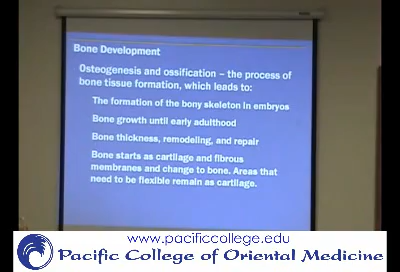 Bone Development
Osteogenesis and ossification – the process of
bone tissue formation, which leads to:
The formation of the bony skeleton in embryos
Bone growth until early adulthood
Bone thickness, remodeling, and repair
Bone starts as cartilage and fibrous
membranes and change to bone. Areas that
need to be flexible remain as cartilage.
www.pacificcollege.edu
Pacific College of Oriental Medicine